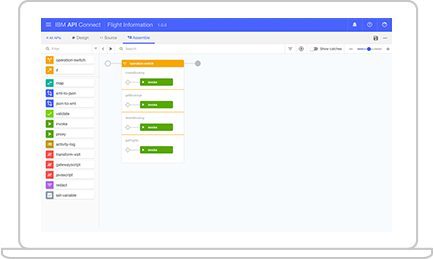 IBM API Connect Flight Information 1.0.0
All APIs Design Source Assemble
Filter Search Show catches
operation-switch
if
map
xml-to-json
json-to-xml
validate
invoke
proxy
activity-log
transform-xslt
gatewayscript
javascript
redact
set-variable
operation-switch
invoke
invoke
invoke
invoke